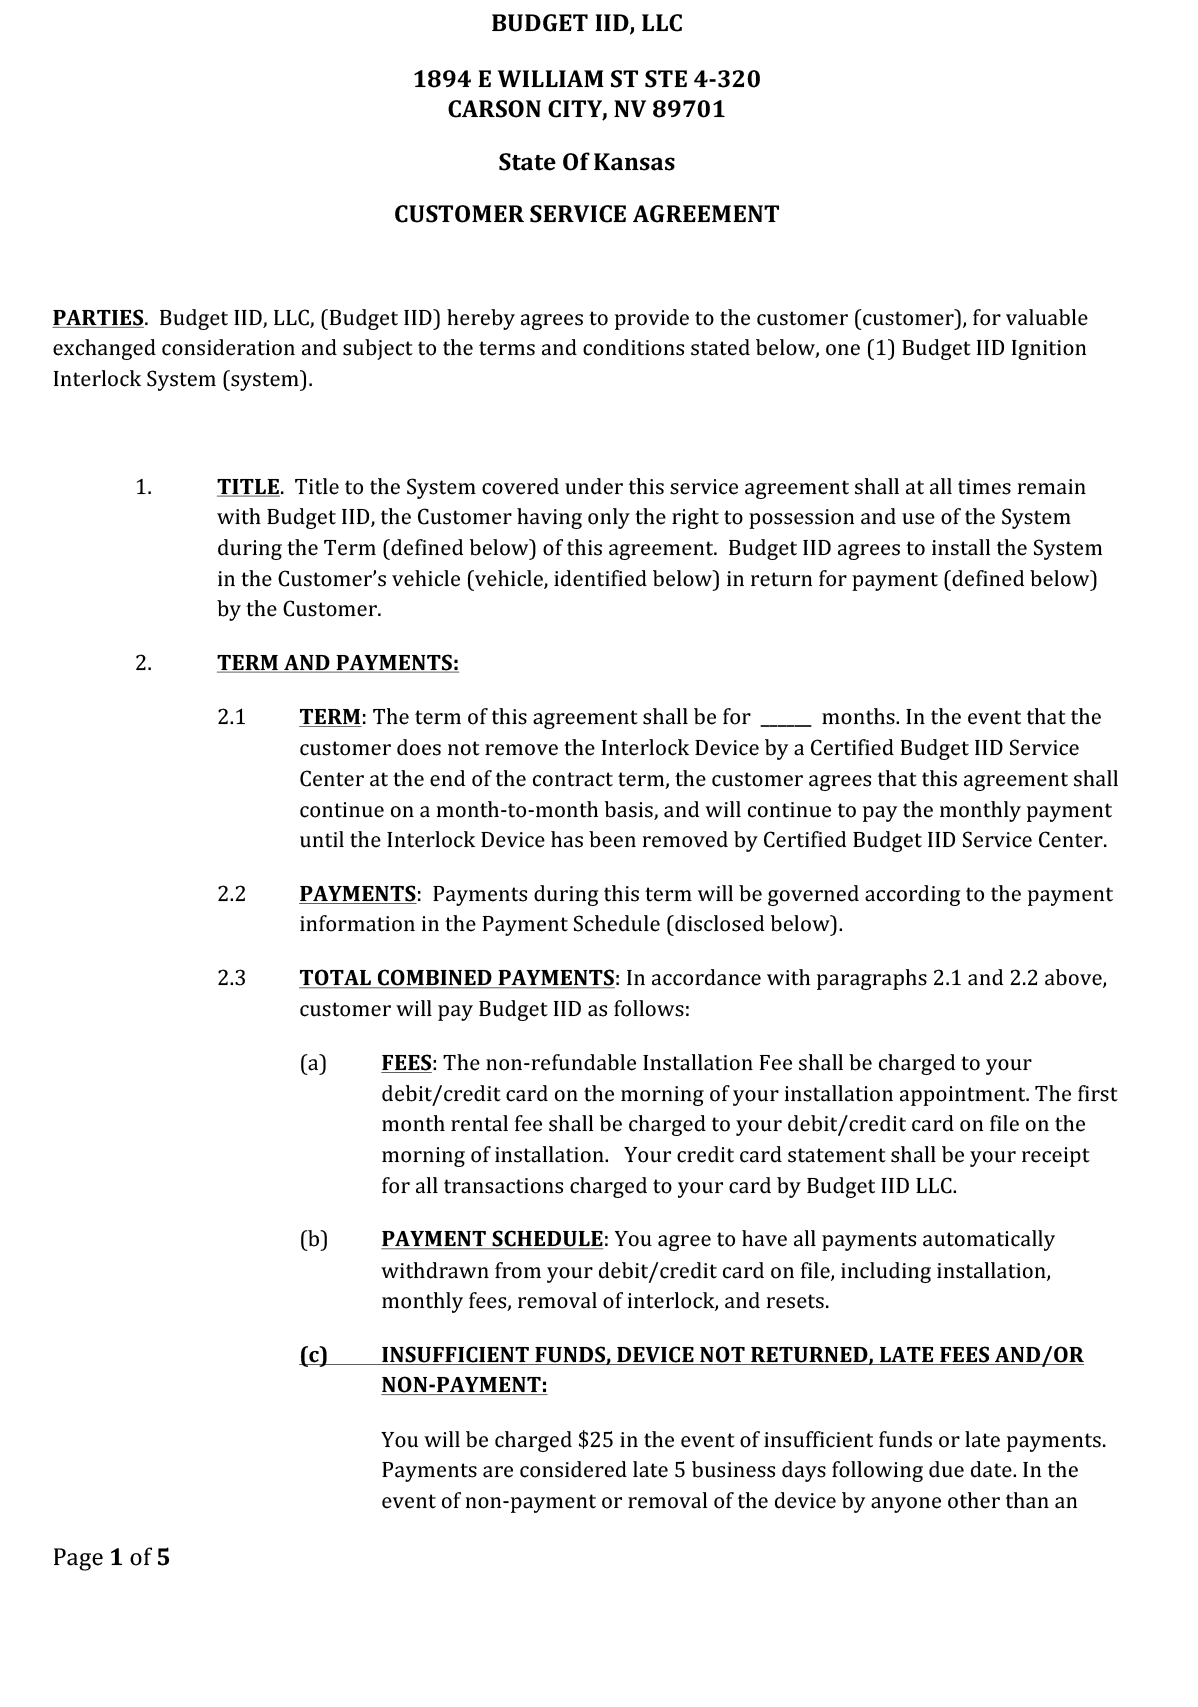 BUDGET IID, LLC
1894 E WILLIAM ST STE 4-320
CARSON CITY, NV 89701
State Of Kansas
CUSTOMER SERVICE AGREEMENT
PARTIES.  Budget IID, LLC, (Budget IID) hereby agrees to provide to the customer (customer), for valuable
exchanged consideration and subject to the terms and conditions stated below, one (1) Budget IID Ignition
Interlock System (system).
1. TITLE.  Title to the System covered under this service agreement shall at all times remain
with Budget IID, the Customer having only the right to possession and use of the System
during the Term (defined below) of this agreement.  Budget IID agrees to install the System
in the Customer’s vehicle (vehicle, identified below) in return for payment (defined below)
by the Customer.
2. TERM AND PAYMENTS:
2.1 TERM: The term of this agreement shall be for ______ months. In the event that the
customer does not remove the Interlock Device by a Certified Budget IID Service
Center at the end of the contract term, the customer agrees that this agreement shall
continue on a month-to-month basis, and will continue to pay the monthly payment
until the Interlock Device has been removed by Certified Budget IID Service Center.
2.2 PAYMENTS:  Payments during this term will be governed according to the payment
information in the Payment Schedule (disclosed below).
2.3 TOTAL COMBINED PAYMENTS: In accordance with paragraphs 2.1 and 2.2 above,
customer will pay Budget IID as follows:
(a) FEES: The non-refundable Installation Fee shall be charged to your
debit/credit card on the morning of your installation appointment. The first
month rental fee shall be charged to your debit/credit card on file on the
morning of installation.   Your credit card statement shall be your receipt
for all transactions charged to your card by Budget IID LLC.
(b) PAYMENT SCHEDULE: You agree to have all payments automatically
withdrawn from your debit/credit card on file, including installation,
monthly fees, removal of interlock, and resets.
(c) INSUFFICIENT FUNDS, DEVICE NOT RETURNED, LATE FEES AND/OR
NON-PAYMENT:
You will be charged $25 in the event of insufficient funds or late payments.
Payments are considered late 5 business days following due date. In the
event of non-payment or removal of the device by anyone other than an
Page 1 of 5